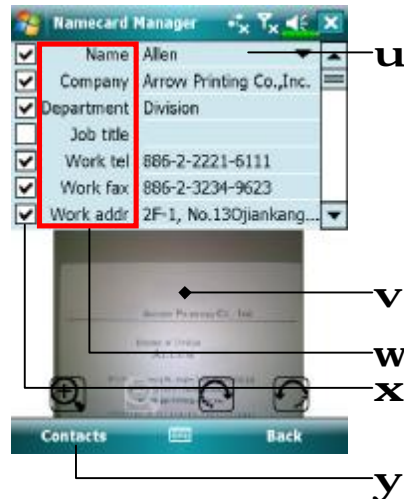 Namecard Manager
Name Allen
u
Company Arrow Printing Co.,Inc.
Department Division
Job title
Work tel 886-2-2221-6111
Work fax 886-2-3234-9623
Work addr 2F-1, No.130jiankang...
v
w
x
Contacts Back
y